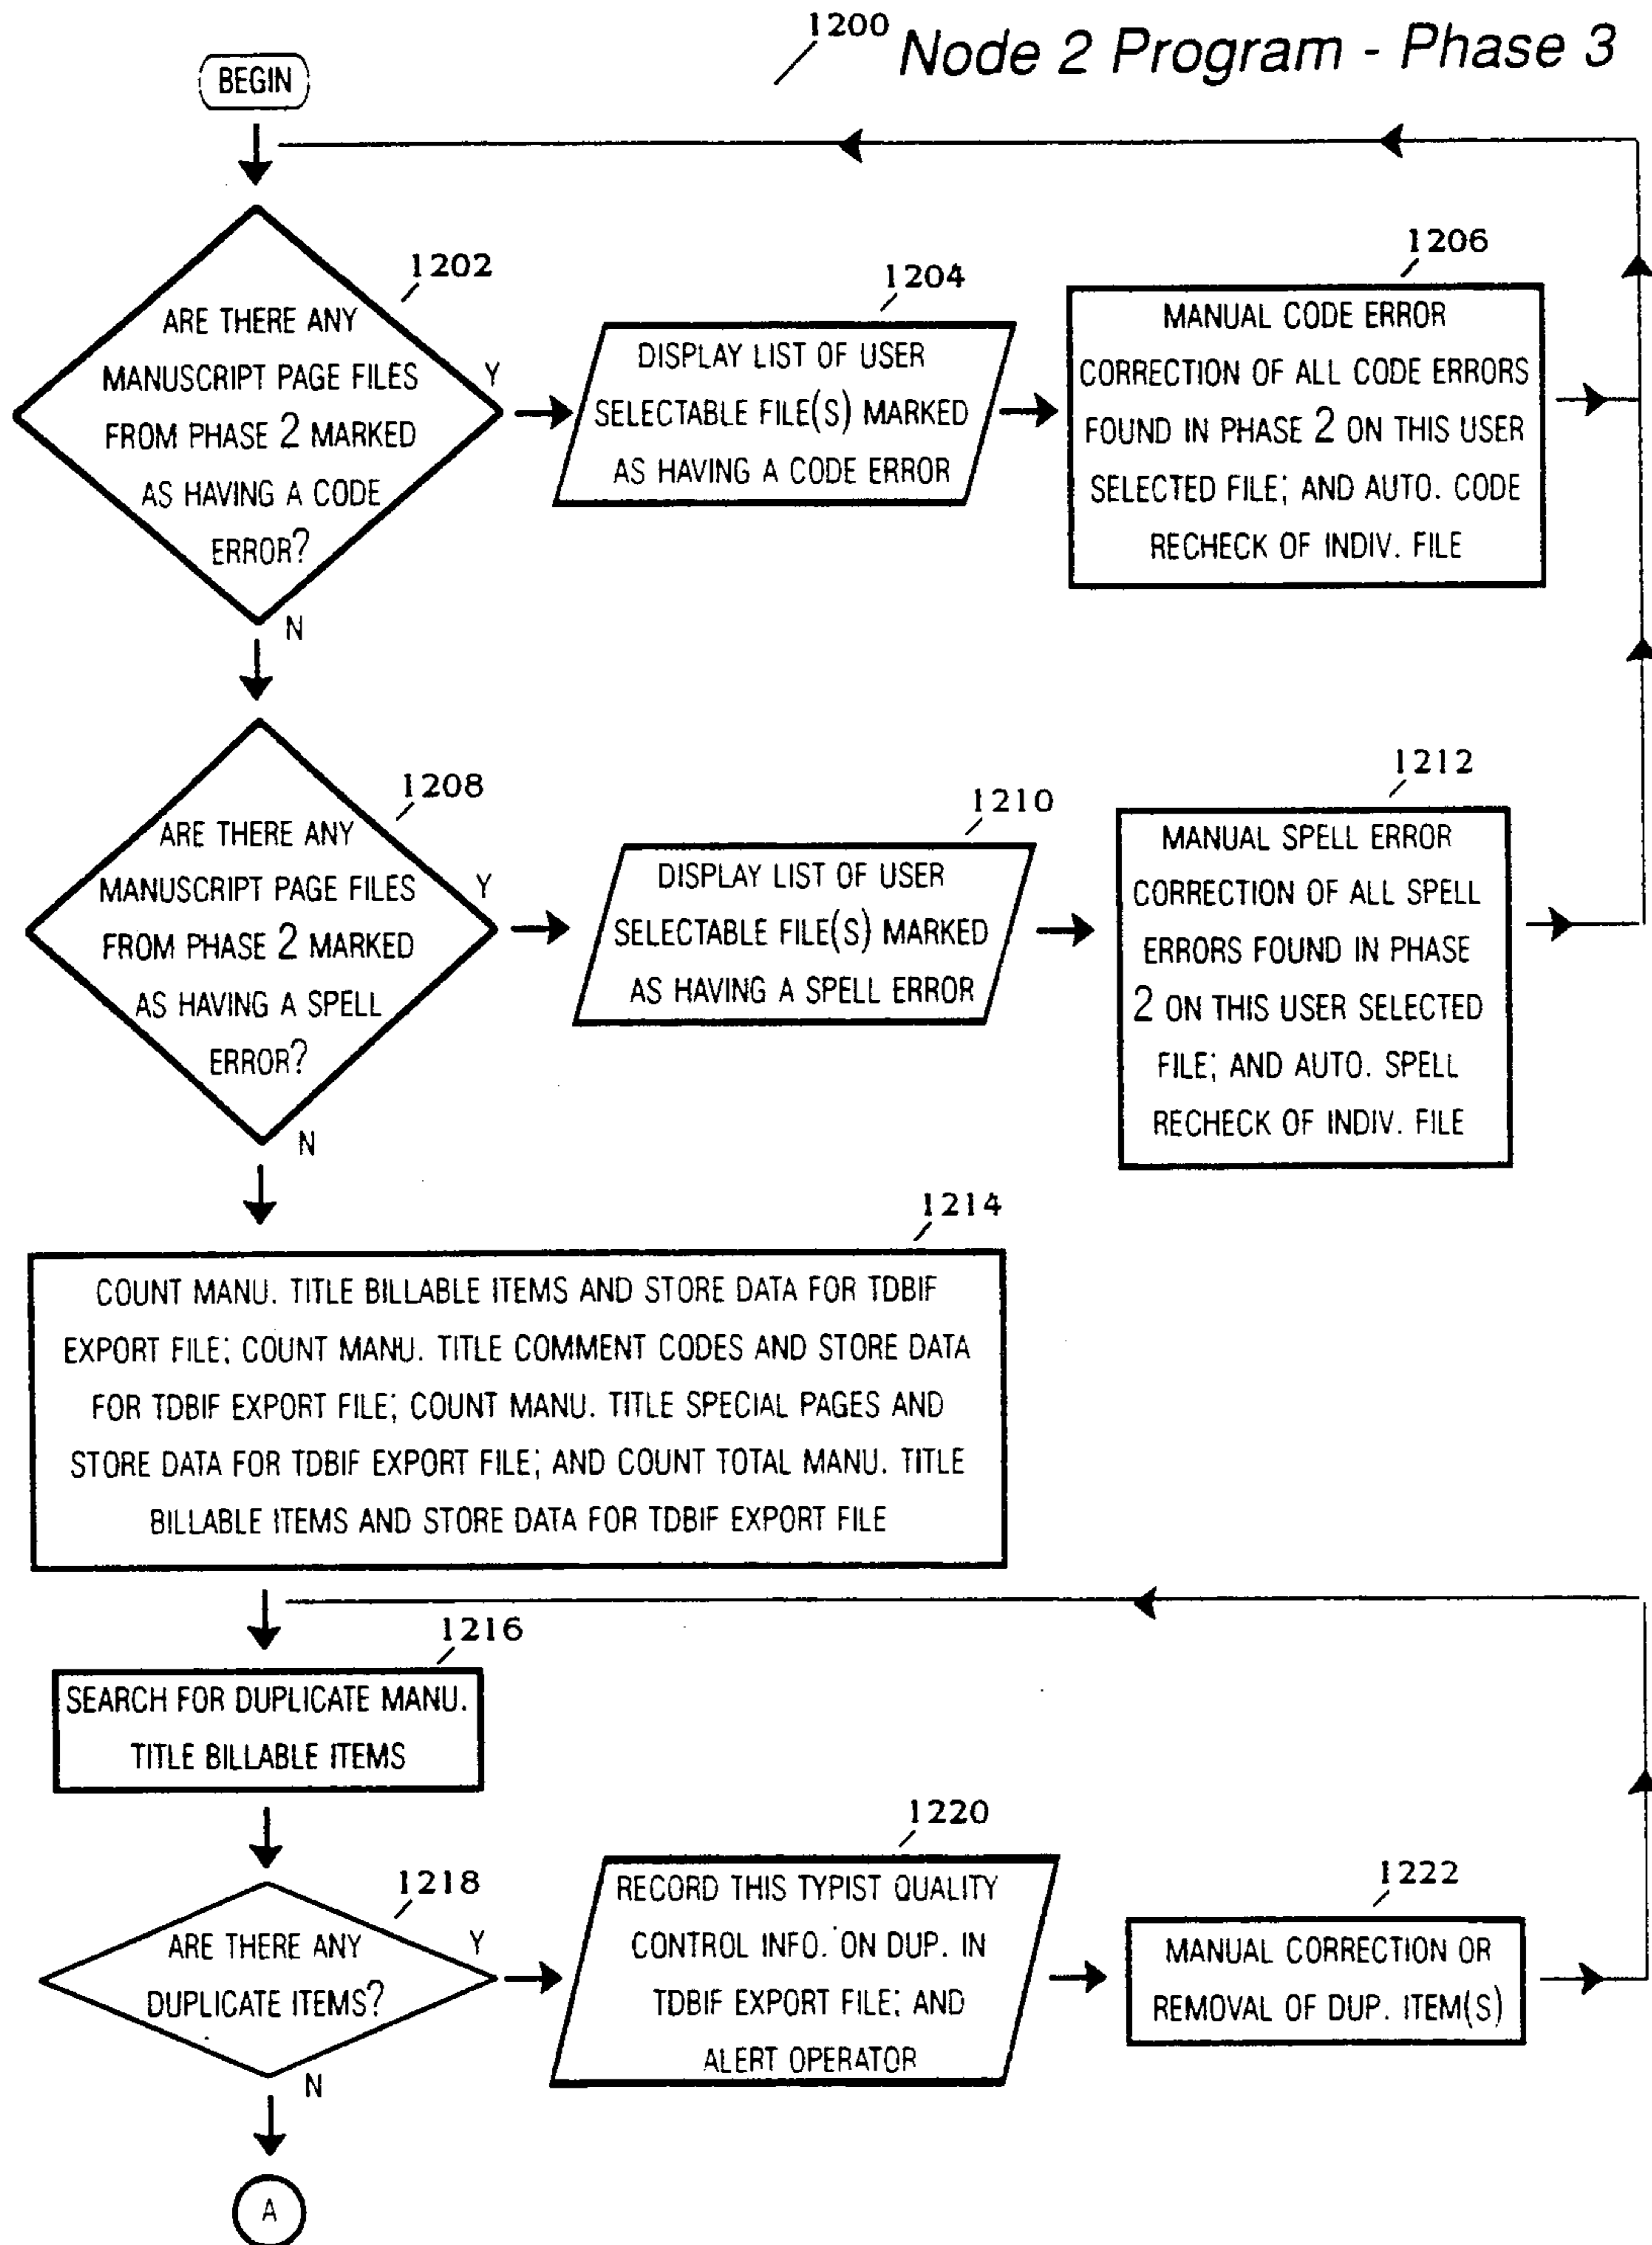 1200 Node 2 Program - Phase 3
BEGIN
1202
ARE THERE ANY
MANUSCRIPT PAGE FILES
FROM PHASE 2 MARKED
AS HAVING A CODE
ERROR?
Y
N
1204
DISPLAY LIST OF USER
SELECTABLE FILE(S) MARKED
AS HAVING A CODE ERROR
1206
MANUAL CODE ERROR
CORRECTION OF ALL CODE ERRORS
FOUND IN PHASE 2 ON THIS USER
SELECTED FILE; AND AUTO. CODE
RECHECK OF INDIV. FILE
1208
ARE THERE ANY
MANUSCRIPT PAGE FILES
FROM PHASE 2 MARKED
AS HAVING A SPELL
ERROR?
Y
N
1210
DISPLAY LIST OF USER
SELECTABLE FILE(S) MARKED
AS HAVING A SPELL ERROR
1212
MANUAL SPELL ERROR
CORRECTION OF ALL SPELL
ERRORS FOUND IN PHASE
2 ON THIS USER SELECTED
FILE; AND AUTO. SPELL
RECHECK OF INDIV. FILE
1214
COUNT MANU. TITLE BILLABLE ITEMS AND STORE DATA FOR TDBIF
EXPORT FILE; COUNT MANU. TITLE COMMENT CODES AND STORE DATA
FOR TDBIF EXPORT FILE; COUNT MANU. TITLE SPECIAL PAGES AND
STORE DATA FOR TDBIF EXPORT FILE; AND COUNT TOTAL MANU. TITLE
BILLABLE ITEMS AND STORE DATA FOR TDBIF EXPORT FILE
1216
SEARCH FOR DUPLICATE MANU.
TITLE BILLABLE ITEMS
1218
ARE THERE ANY
DUPLICATE ITEMS?
Y
N
1220
RECORD THIS TYPIST QUALITY
CONTROL INFO. ON DUP. IN
TDBIF EXPORT FILE; AND
ALERT OPERATOR
1222
MANUAL CORRECTION OR
REMOVAL OF DUP. ITEM(S)
A